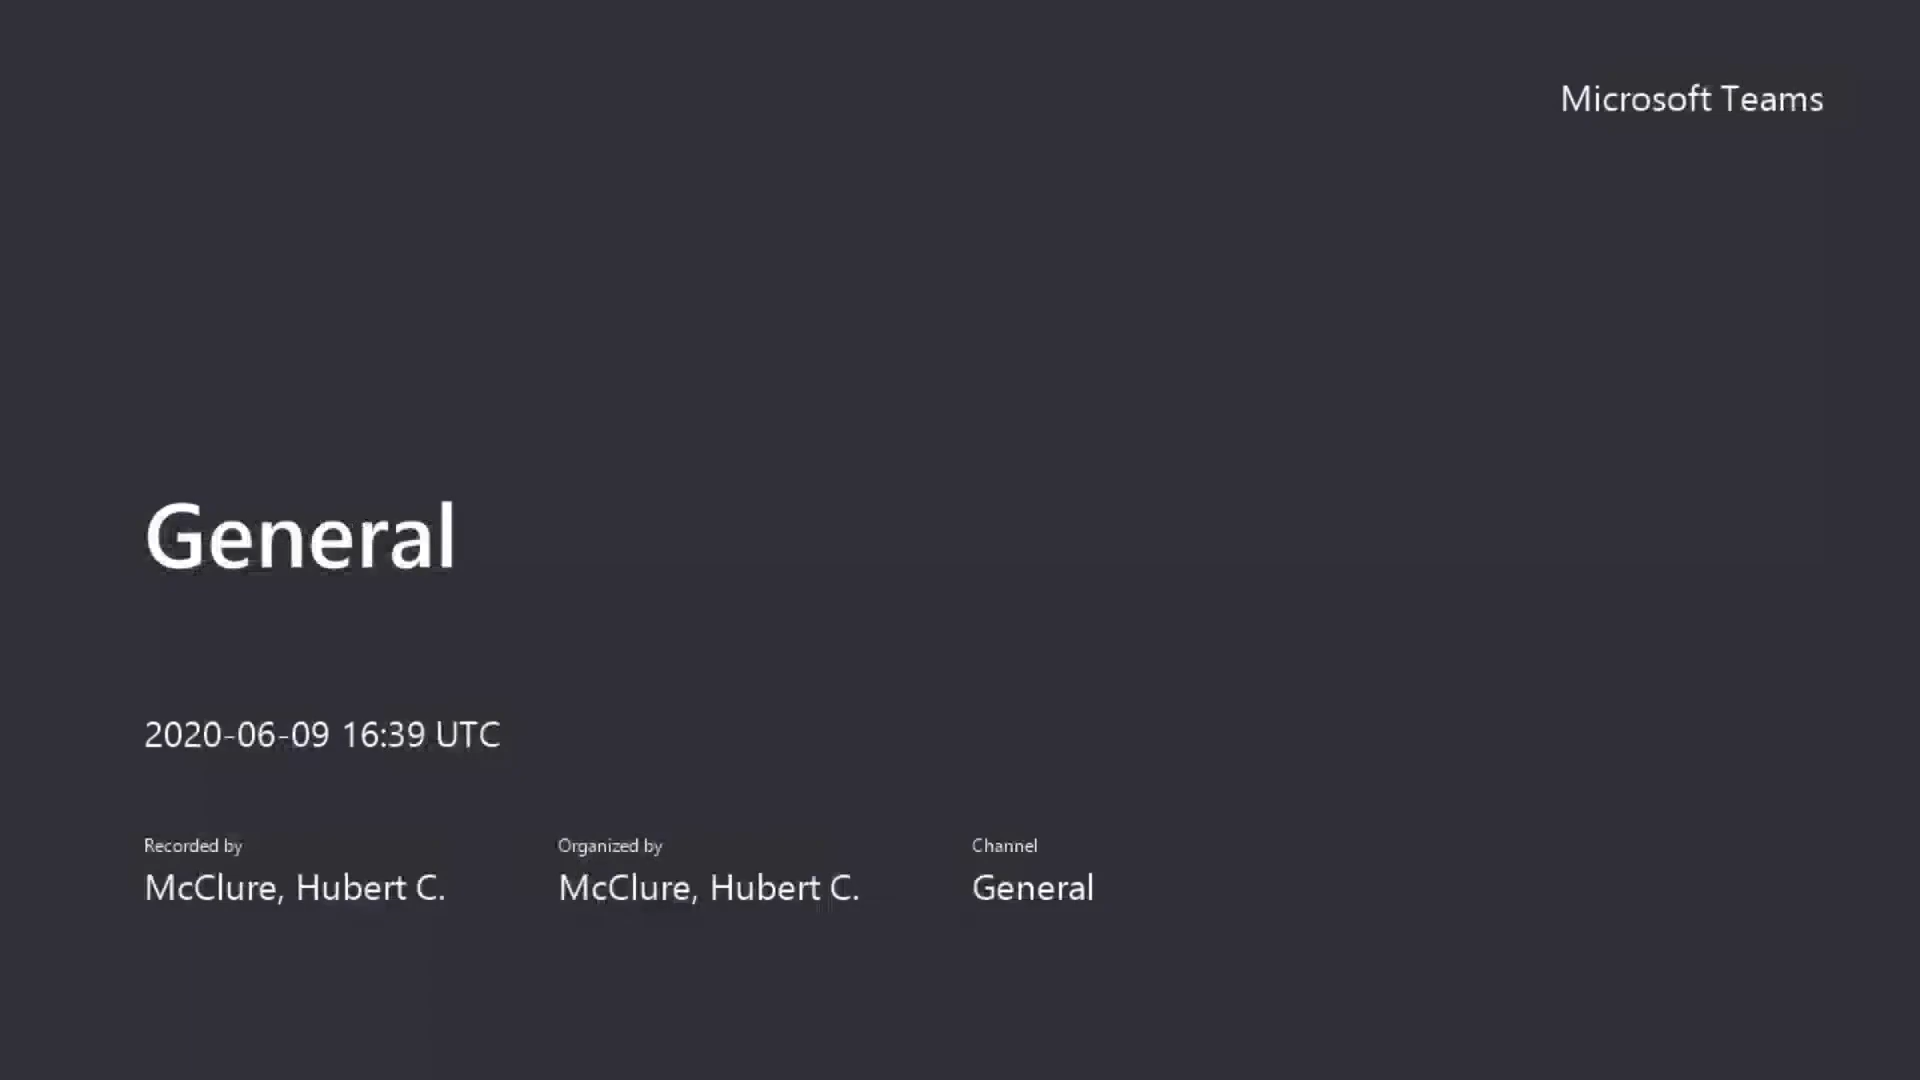 Microsoft Teams
General
2020-06-09 16:39 UTC
Recorded by
McClure, Hubert C.
Organized by
McClure, Hubert C.
Channel
General